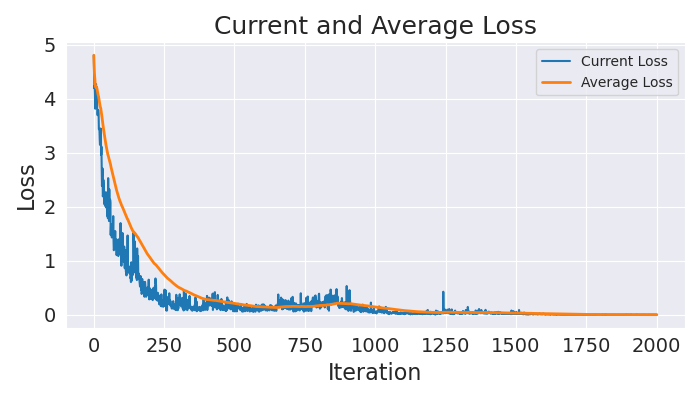 Current and Average Loss
Current Loss
Average Loss
Loss
5
4
3
2
1
0
0 250 500 750 1000 1250 1500 1750 2000
Iteration